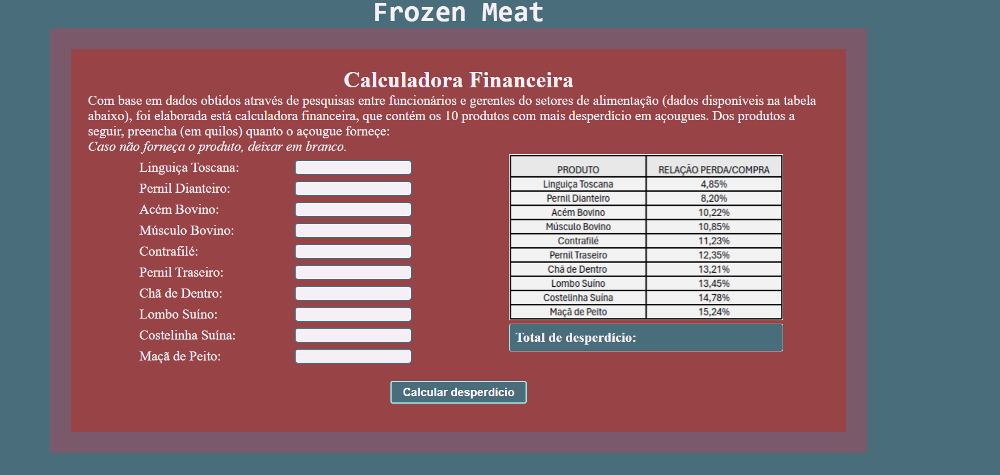 Frozen Meat
Calculadora Financeira
Com base em dados obtidos através de pesquisas entre funcionários e gerentes do setores de alimentação (dados disponíveis na tabela
abaixo), foi elaborada está calculadora financeira, que contém os 10 produtos com mais desperdício em açougues. Dos produtos a
seguir, preencha (em quilos) quanto o açougue forneçe:
Caso não forneça o produto, deixar em branco.
Linguiça Toscana:
Pernil Dianteiro:
Acém Bovino:
Músculo Bovino:
Contrafilé:
Pernil Traseiro:
Chã de Dentro:
Lombo Suíno:
Costelinha Suína:
Maçã de Peito:
PRODUTO RELAÇÃO PERDA/COMPRA
Linguiça Toscana 4,85%
Pernil Dianteiro 8,20%
Acém Bovino 10,22%
Músculo Bovino 10,85%
Contrafilé 11,23%
Pernil Traseiro 12,35%
Chã de Dentro 13,21%
Lombo Suíno 13,45%
Costelinha Suína 14,78%
Maçã de Peito 15,24%
Total de desperdício:
Calcular desperdício